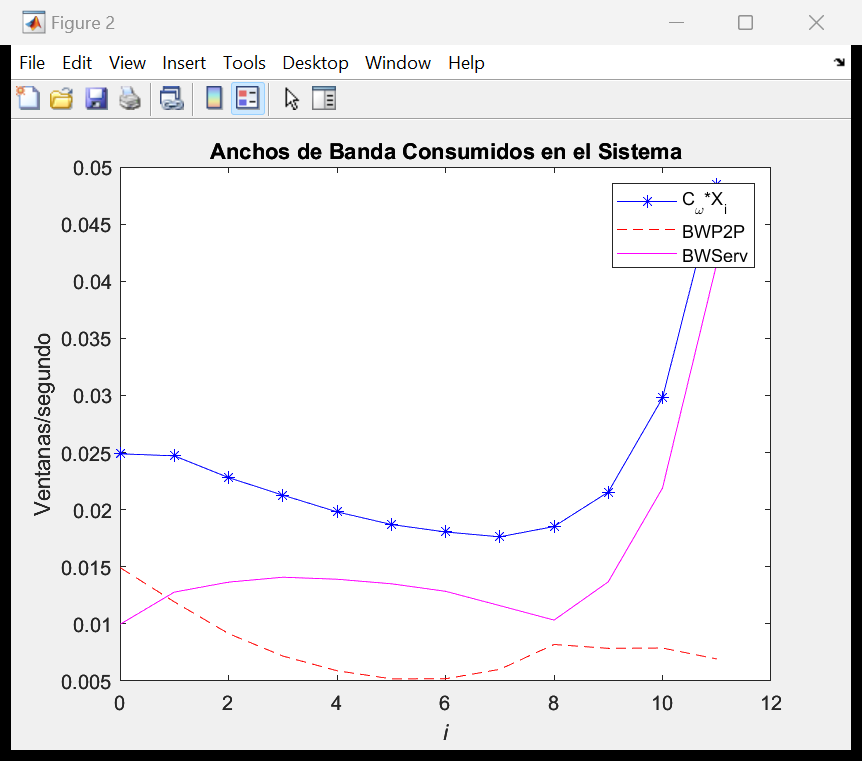 Figure 2
File Edit View Insert Tools Desktop Window Help
Anchos de Banda Consumidos en el Sistema
0.05
0.045
0.04
0.035
0.03
0.025
0.02
0.015
0.01
0.005
Ventanas/segundo
C_ω*X_i
BWP2P
BWServ
0 2 4 6 8 10 12
i